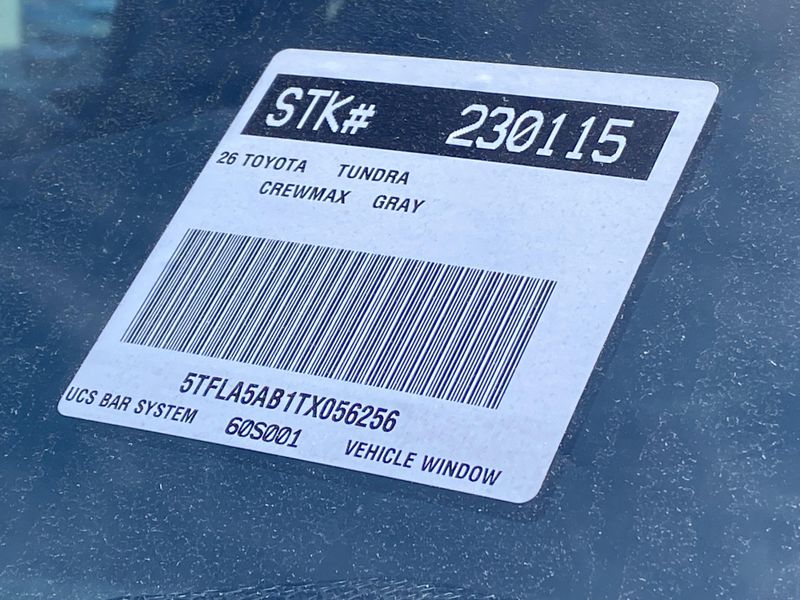 STK# 230115
26 TOYOTA TUNDRA
CREWMAX GRAY
5TFLA5AB1TX056256
UCS BAR SYSTEM 60S001 VEHICLE WINDOW